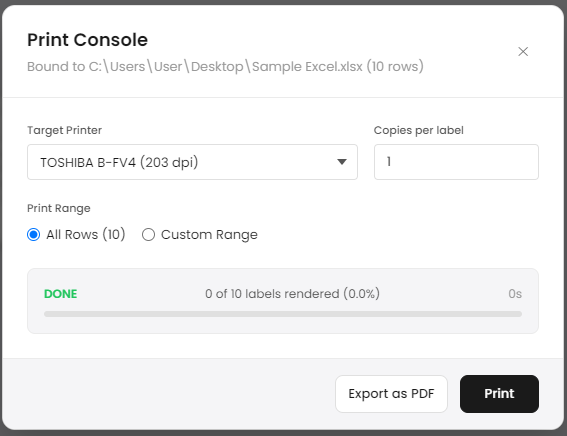 Print Console
Bound to C:\Users\User\Desktop\Sample Excel.xlsx (10 rows)
Target Printer
Copies per label
TOSHIBA B-FV4 (203 dpi)
1
Print Range
All Rows (10)
Custom Range
DONE
0 of 10 labels rendered (0.0%)
0s
Export as PDF
Print